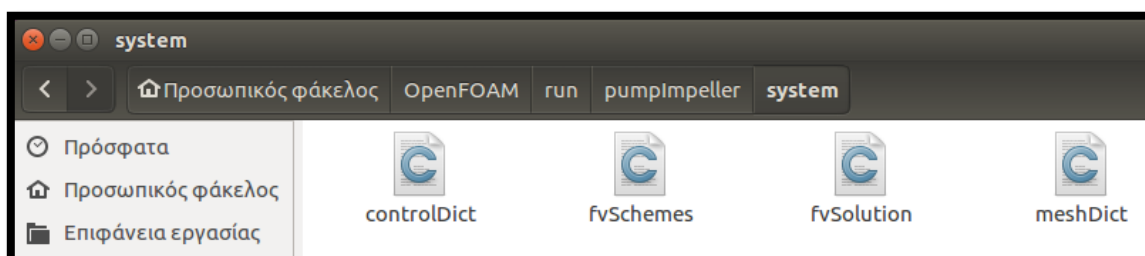 system
Προσωπικός φάκελος OpenFOAM run pumpImpeller system
Πρόσφατα
Προσωπικός φάκελος
Επιφάνεια εργασίας
controlDict fvSchemes fvSolution meshDict